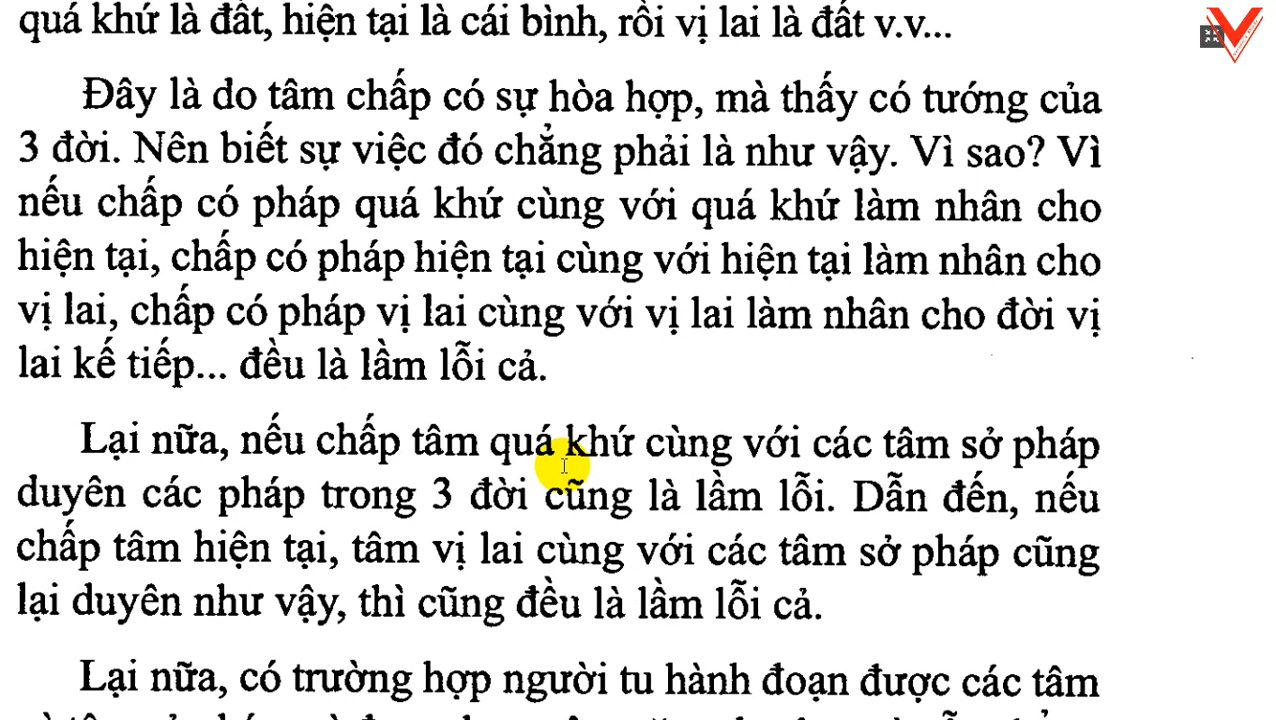 quá khứ là đất, hiện tại là cái bình, rồi vị lai là đất v.v...
Đây là do tâm chấp có sự hòa hợp, mà thấy có tướng của
3 đời. Nên biết sự việc đó chẳng phải là như vậy. Vì sao? Vì
nếu chấp có pháp quá khứ cùng với quá khứ làm nhân cho
hiện tại, chấp có pháp hiện tại cùng với hiện tại làm nhân cho
vị lai, chấp có pháp vị lai cùng với vị lai làm nhân cho đời vị
lai kế tiếp... đều là lầm lỗi cả.
Lại nữa, nếu chấp tâm quá khứ cùng với các tâm sở pháp
duyên các pháp trong 3 đời cũng là lầm lỗi. Dẫn đến, nếu
chấp tâm hiện tại, tâm vị lai cùng với các tâm sở pháp cũng
lại duyên như vậy, thì cũng đều là lầm lỗi cả.
Lại nữa, có trường hợp người tu hành đoạn được các tâm